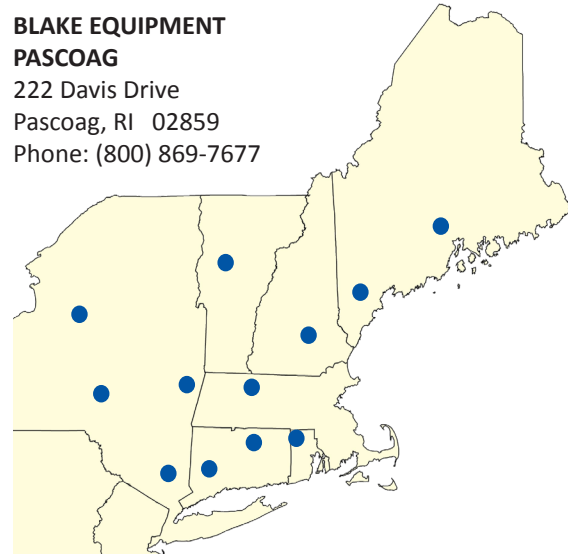 BLAKE EQUIPMENT
PASCOAG
222 Davis Drive
Pascoag, RI 02859
Phone: (800) 869-7677